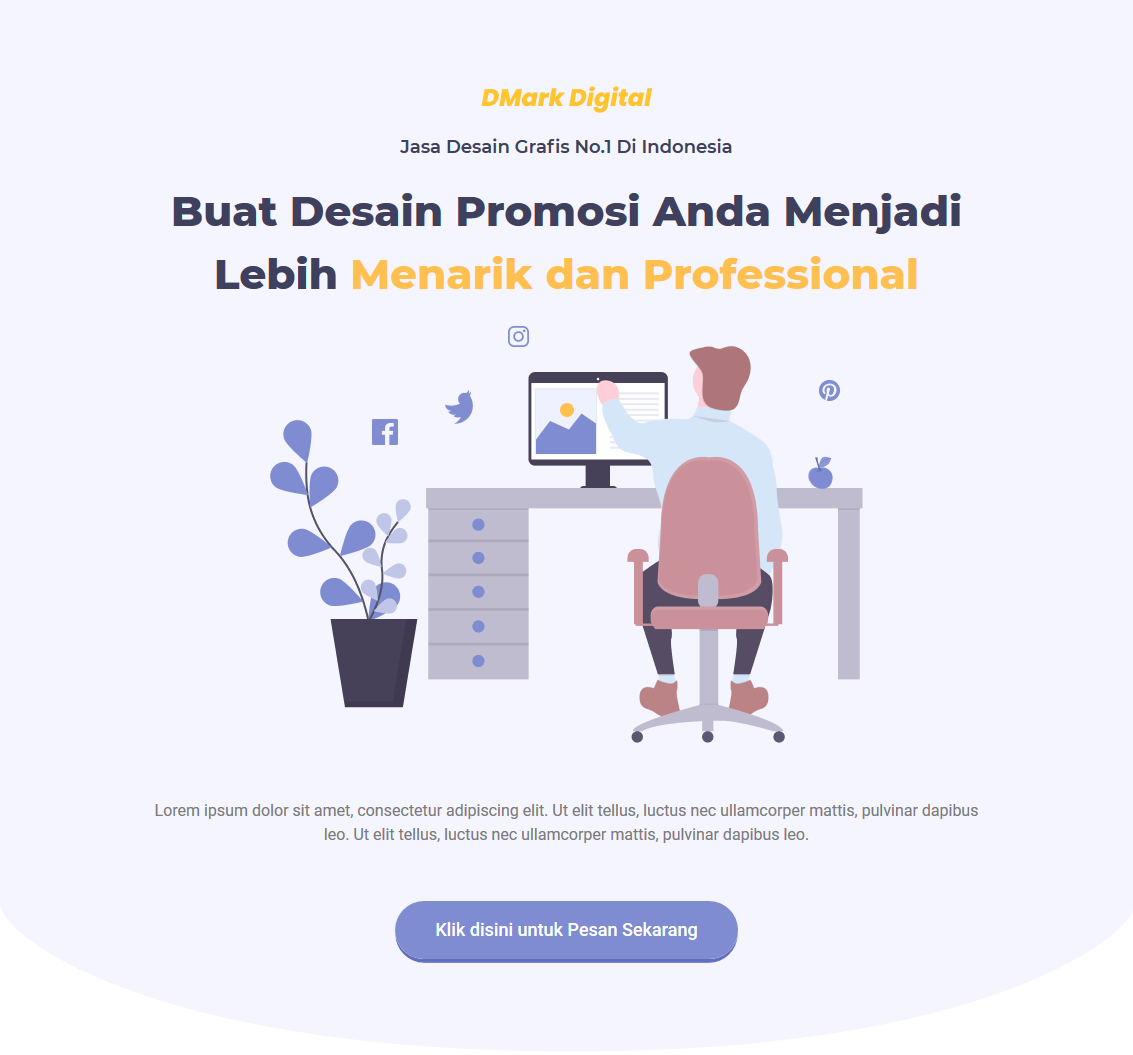 DMark Digital
Jasa Desain Grafis No.1 Di Indonesia
Buat Desain Promosi Anda Menjadi
Lebih Menarik dan Professional
Lorem ipsum dolor sit amet, consectetur adipiscing elit. Ut elit tellus, luctus nec ullamcorper mattis, pulvinar dapibus
leo. Ut elit tellus, luctus nec ullamcorper mattis, pulvinar dapibus leo.
Klik disini untuk Pesan Sekarang